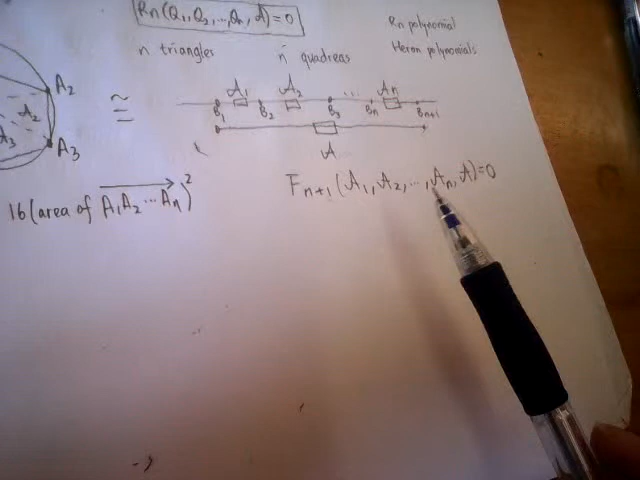 Rn(Q1, Q2, ..., Qn, A) = 0
Rn polynomial
n triangles
n quadreas
Heron polynomials
A2
A2
A3
A3
≅
A1 A2 ... An
B1 B2 B3 Bn Bn+1
A
16(area of A1A2...An)²
Fn+1(A1, A2, ..., An, A)=0